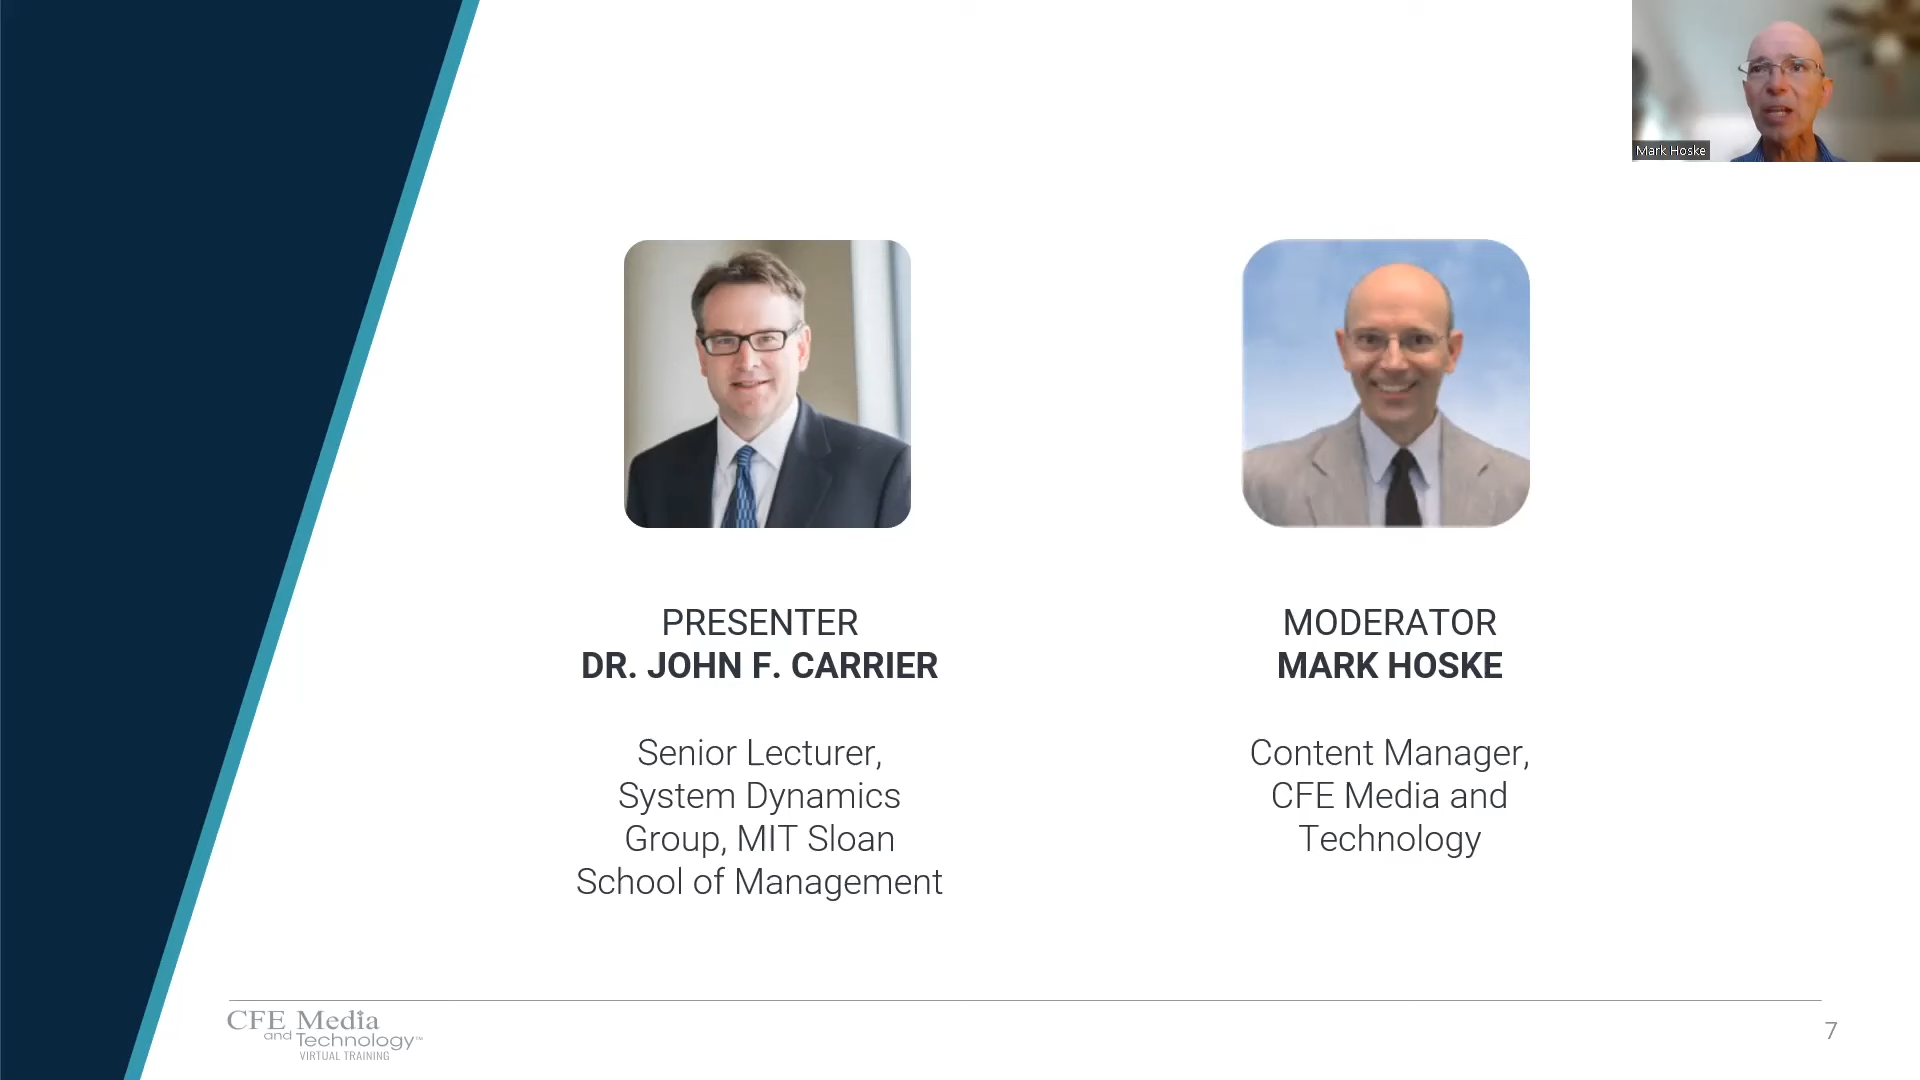 Mark Hoske
PRESENTER
DR. JOHN F. CARRIER
Senior Lecturer,
System Dynamics
Group, MIT Sloan
School of Management
MODERATOR
MARK HOSKE
Content Manager,
CFE Media and
Technology
CFE Media
and Technology™
VIRTUAL TRAINING
7